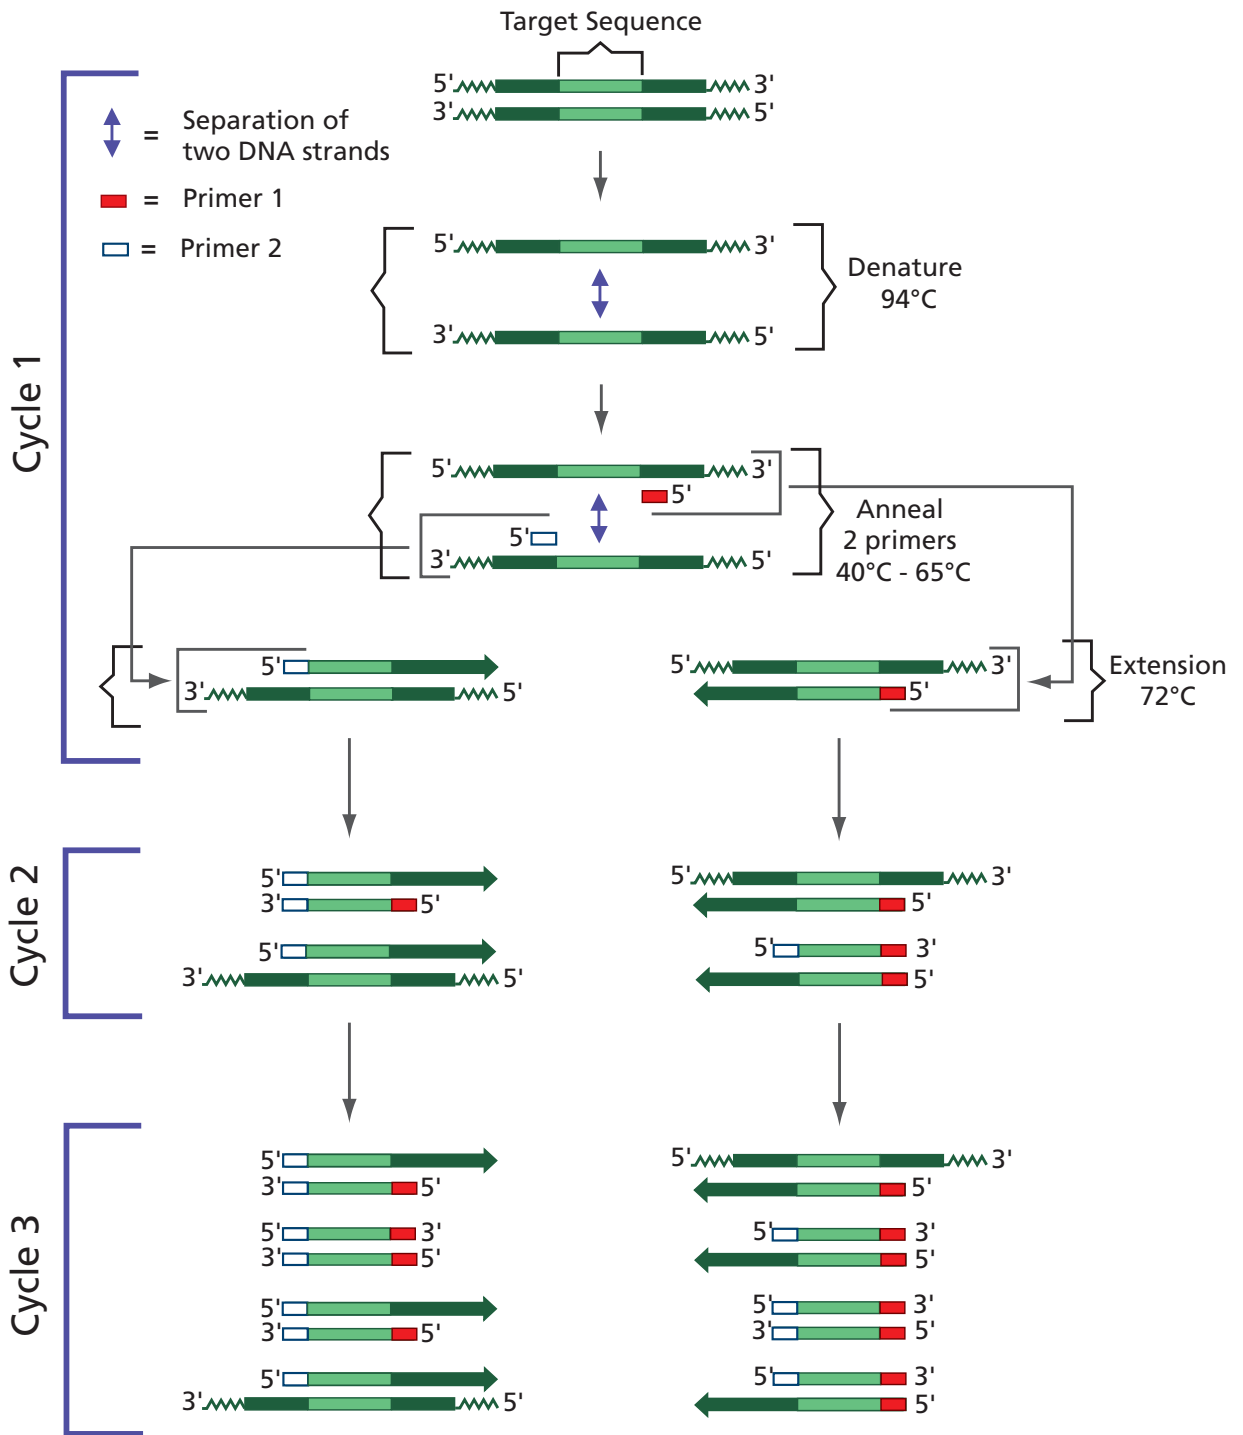 Target Sequence
5' 3'
3' 5'
= Separation of
two DNA strands
= Primer 1
= Primer 2
Cycle 1
5' 3'
3' 5'
Denature
94°C
5' 3'
5'
5'
3' 5'
Anneal
2 primers
40°C - 65°C
5'
3' 5'
5' 3'
5'
Extension
72°C
Cycle 2
5'
3' 5'
5'
3' 5'
5' 3'
5'
5' 3'
5'
Cycle 3
5'
3' 5'
5' 3'
3' 5'
5'
3' 5'
5'
3' 5'
5' 3'
5'
5' 3'
5'
5' 3'
3' 5'
5' 3'
5'